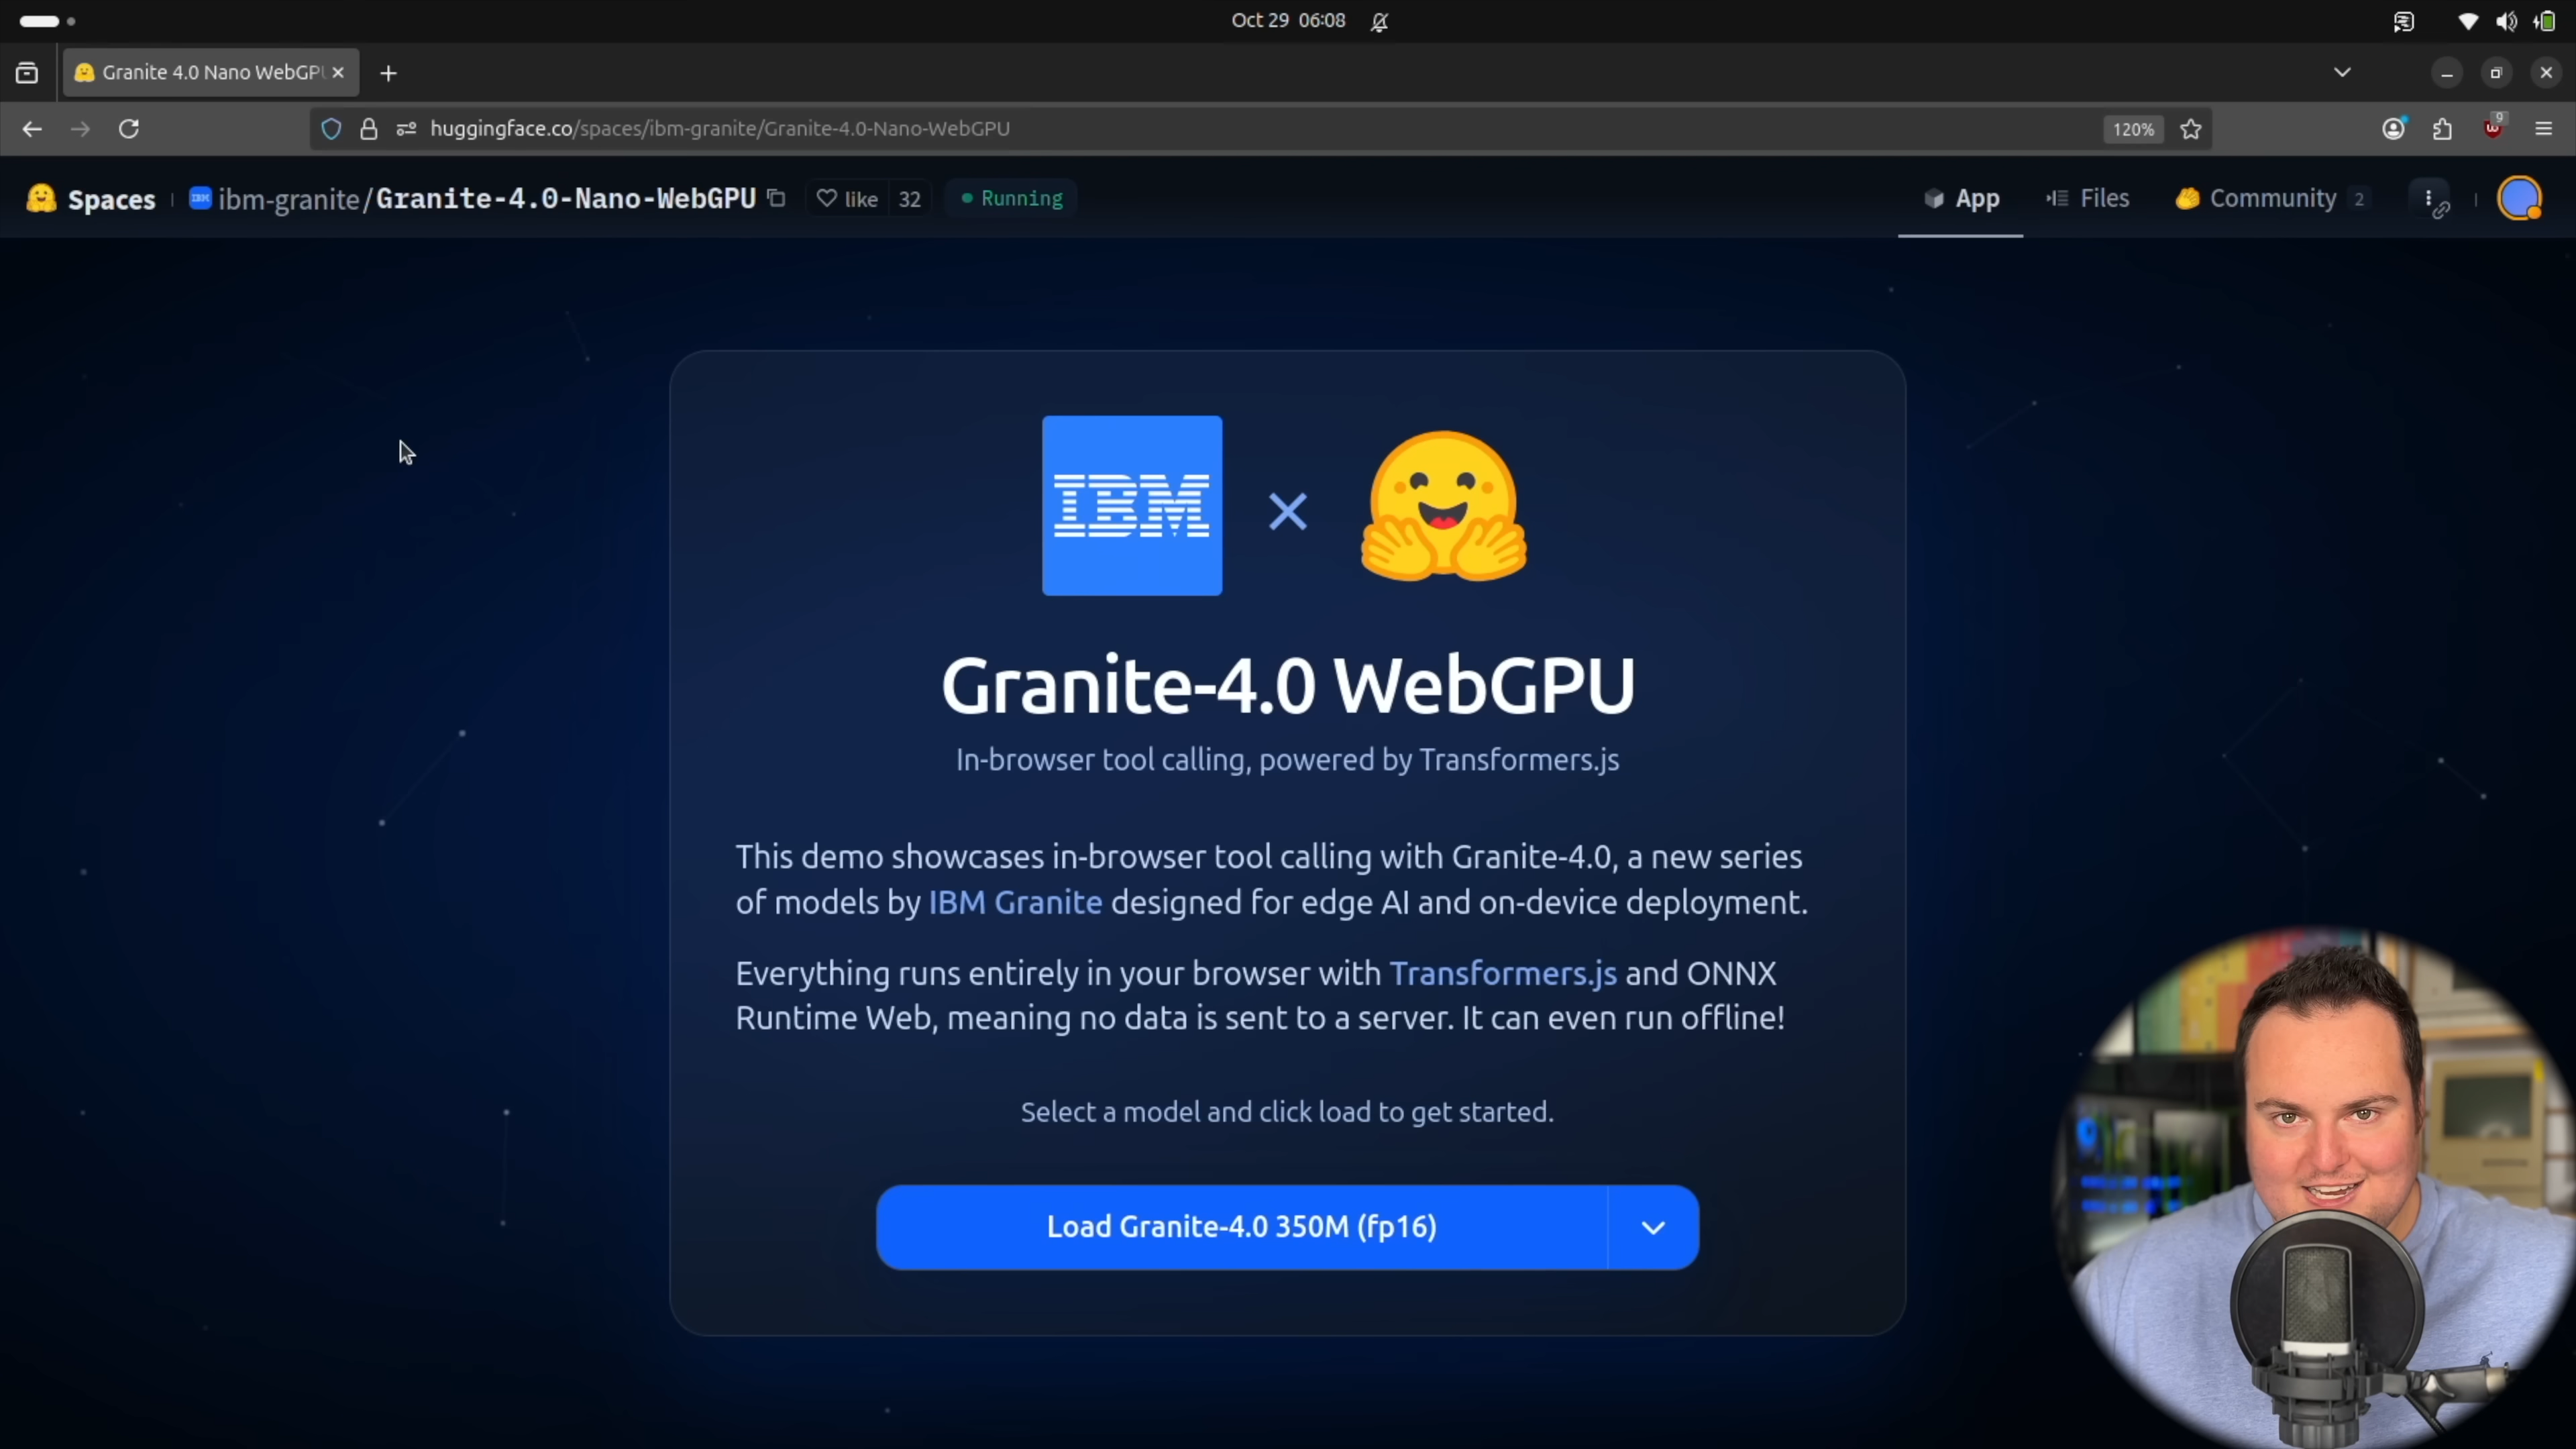 Oct 29 06:08
Granite 4.0 Nano WebGPU
huggingface.co/spaces/ibm-granite/Granite-4.0-Nano-WebGPU
120%
9
Spaces
IBM
ibm-granite/Granite-4.0-Nano-WebGPU
like
32
Running
App
Files
Community
2
IBM
×
Granite-4.0 WebGPU
In-browser tool calling, powered by Transformers.js
This demo showcases in-browser tool calling with Granite-4.0, a new series
of models by IBM Granite designed for edge AI and on-device deployment.
Everything runs entirely in your browser with Transformers.js and ONNX
Runtime Web, meaning no data is sent to a server. It can even run offline!
Select a model and click load to get started.
Load Granite-4.0 350M (fp16)